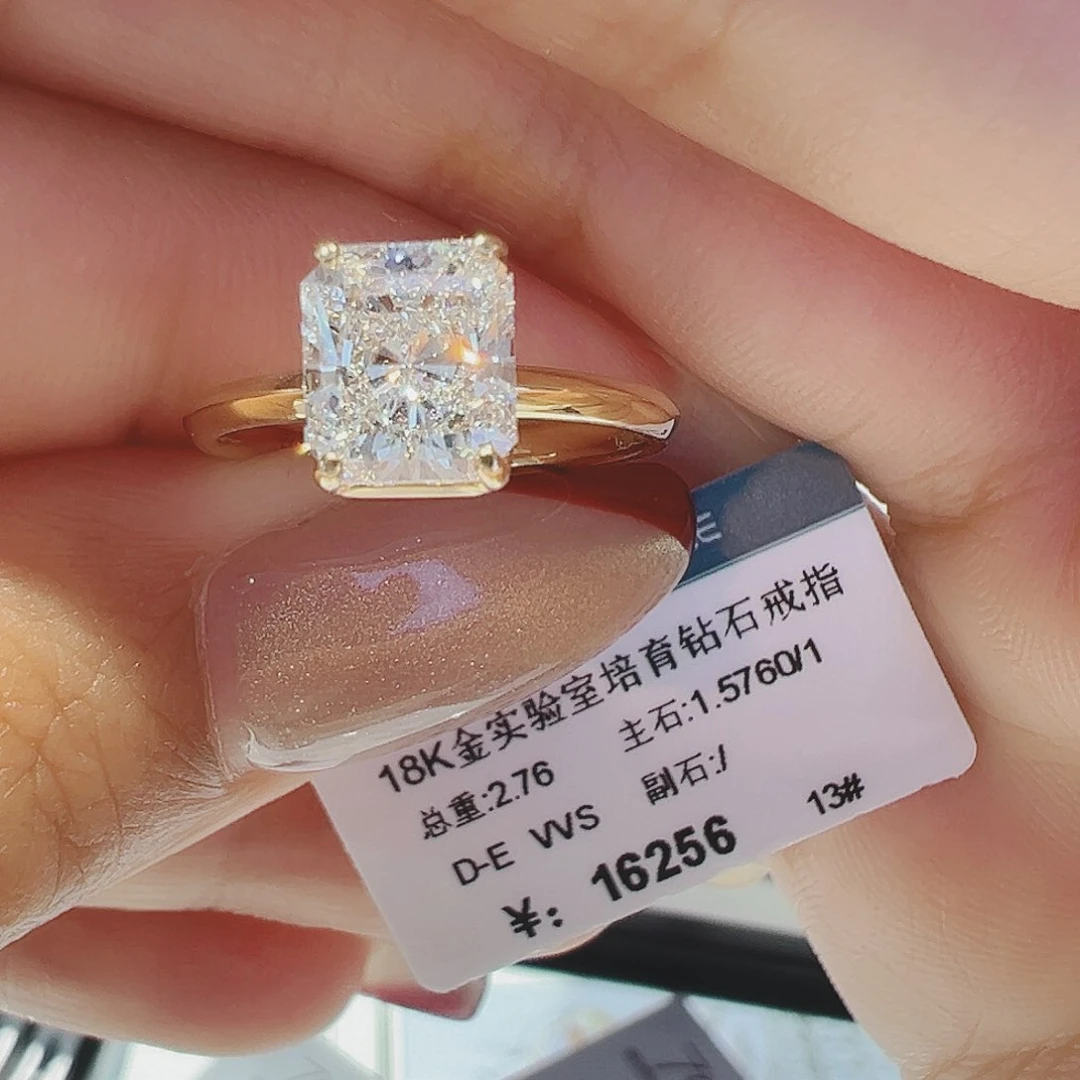 18K金实验室培育钻石戒指
总重:2.76 主石:1.5760/1
D-E VVS 副石:/
13#
¥: 16256